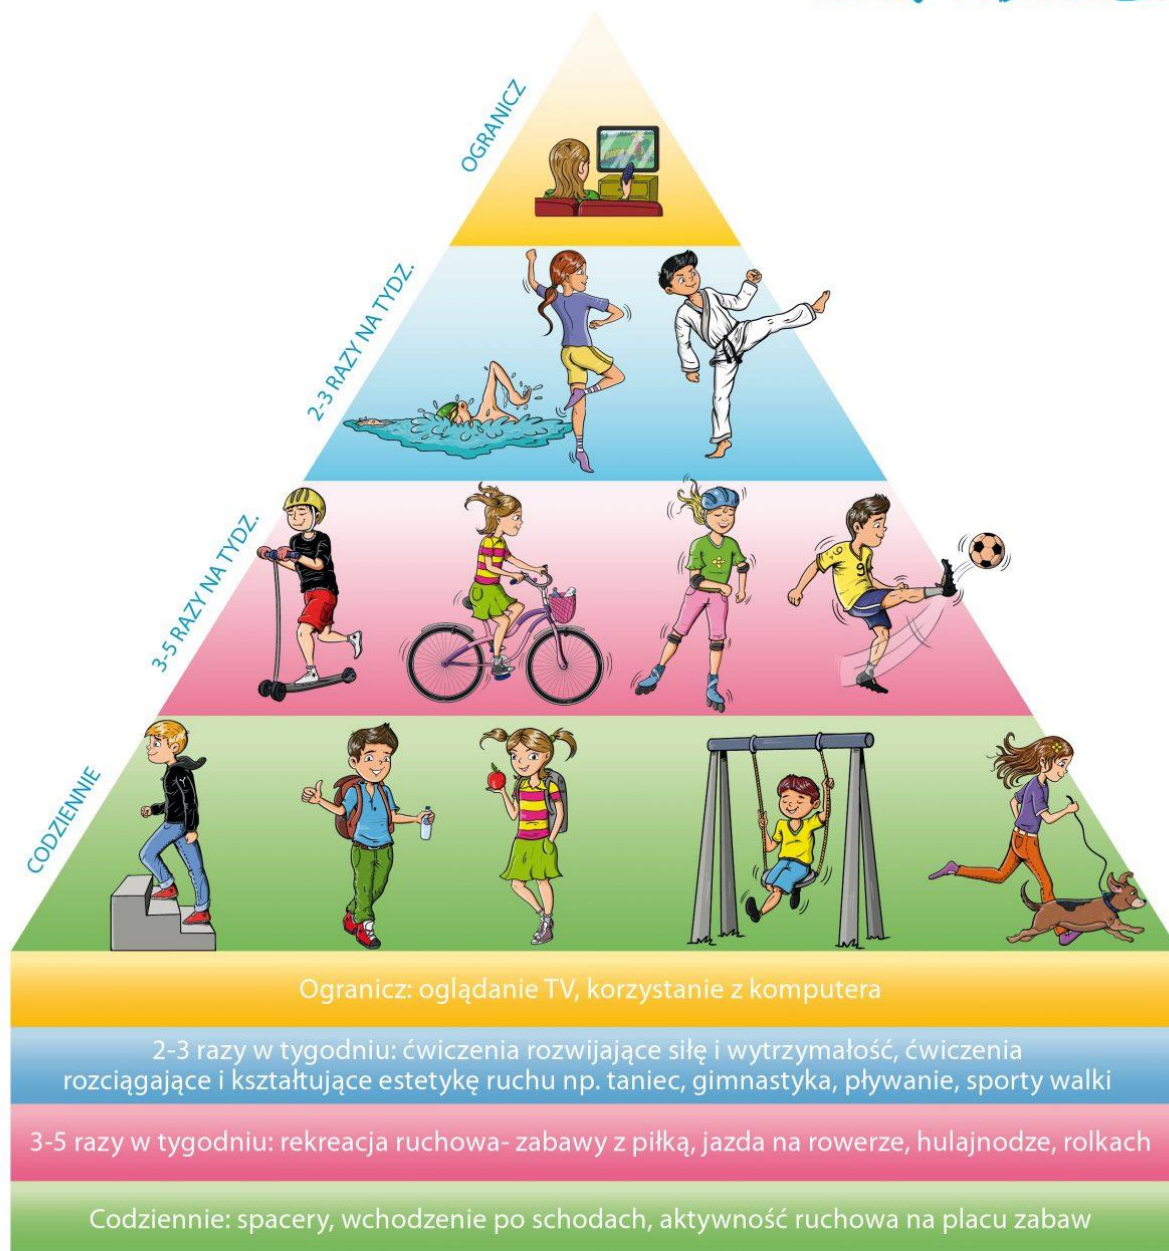 OGRANICZ
2-3 RAZY NA TYDZ.
3-5 RAZY NA TYDZ.
9
CODZIENNIE
Ogranicz: oglądanie TV, korzystanie z komputera
2-3 razy w tygodniu: ćwiczenia rozwijające siłę i wytrzymałość, ćwiczenia
rozciągające i kształtujące estetykę ruchu np. taniec, gimnastyka, pływanie, sporty walki
3-5 razy w tygodniu: rekreacja ruchowa- zabawy z piłką, jazda na rowerze, hulajnodze, rolkach
Codziennie: spacery, wchodzenie po schodach, aktywność ruchowa na placu zabaw